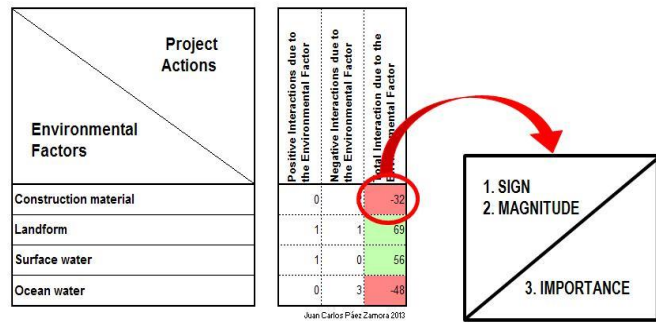 Project
Actions
Environmental
Factors
Positive Interactions due to
the Environmental Factor
Negative Interactions due to
the Environmental Factor
Total Interaction due to the
Environmental Factor
Construction material 0 -32
Landform 1 1 69
Surface water 1 0 56
Ocean water 0 3 -48
Juan Carlos Páez Zamora 2013
1. SIGN
2. MAGNITUDE
3. IMPORTANCE